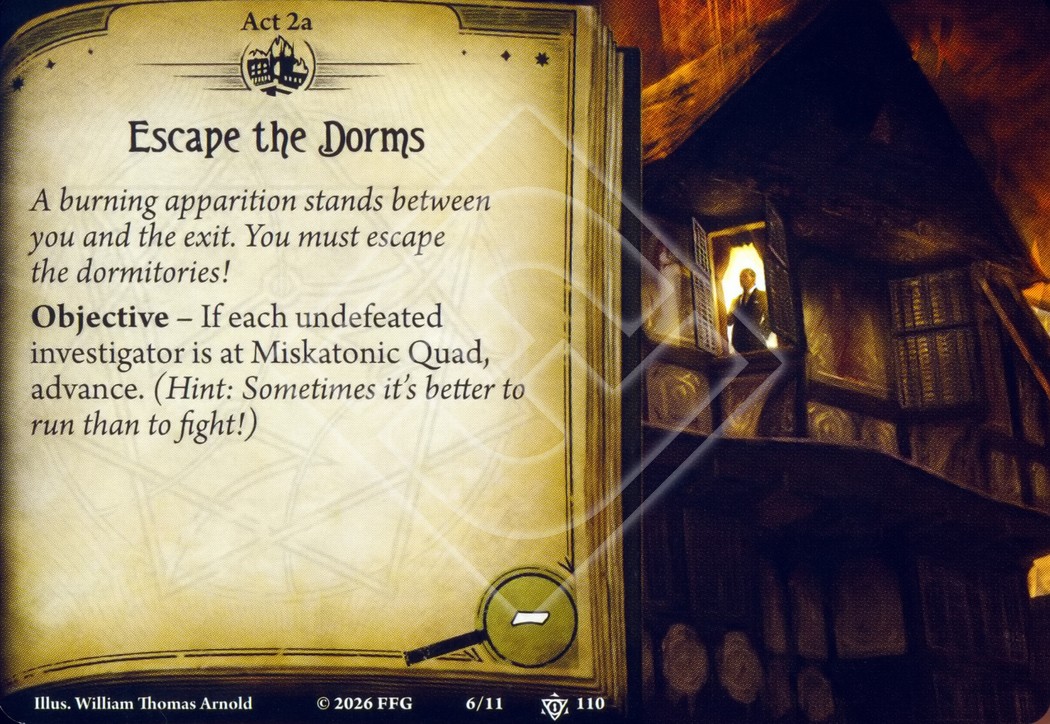 Act 2a
Escape the Dorms
A burning apparition stands between
you and the exit. You must escape
the dormitories!
Objective – If each undefeated
investigator is at Miskatonic Quad,
advance. (Hint: Sometimes it's better to
run than to fight!)
–
Illus. William Thomas Arnold © 2026 FFG 6/11 1 110